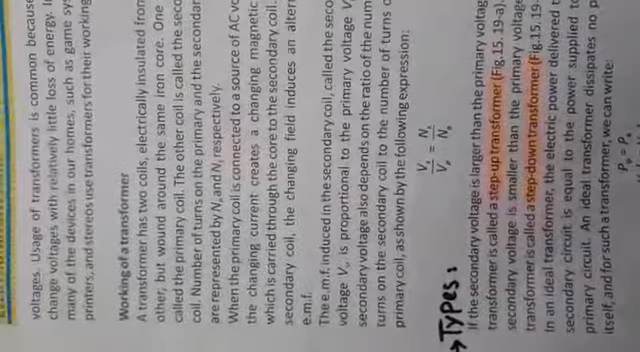 voltages. Usage of transformers is common because
change voltages with relatively little loss of energy. I
many of the devices in our homes, such as game sys
printers, and stereos use transformers for their working
Working of a transformer
A transformer has two coils, electrically insulated from
other, but wound around the same iron core. One
called the primary coil. The other coil is called the seco
coil. Number of turns on the primary and the secondar
are represented by Nₚ and Nₛ respectively.
When the primary coil is connected to a source of AC vo
the changing current creates a changing magnetic
which is carried through the core to the secondary coil.
secondary coil, the changing field induces an altern
e.m.f.
The e.m.f. induced in the secondary coil, called the seco
voltage Vₛ, is proportional to the primary voltage V
secondary voltage also depends on the ratio of the num
turns on the secondary coil to the number of turns o
primary coil, as shown by the following expression:
Vₛ/Vₚ = Nₛ/Nₚ
→Types:
If the secondary voltage is larger than the primary voltag
transformer is called a step-up transformer (Fig.15.19-a).
secondary voltage is smaller than the primary voltage
transformer is called a step-down transformer (Fig.15.19-
In an ideal transformer, the electric power delivered t
secondary circuit is equal to the power supplied to
primary circuit. An ideal transformer dissipates no p
itself, and for such a transformer, we can write:
Pₚ = Pₛ